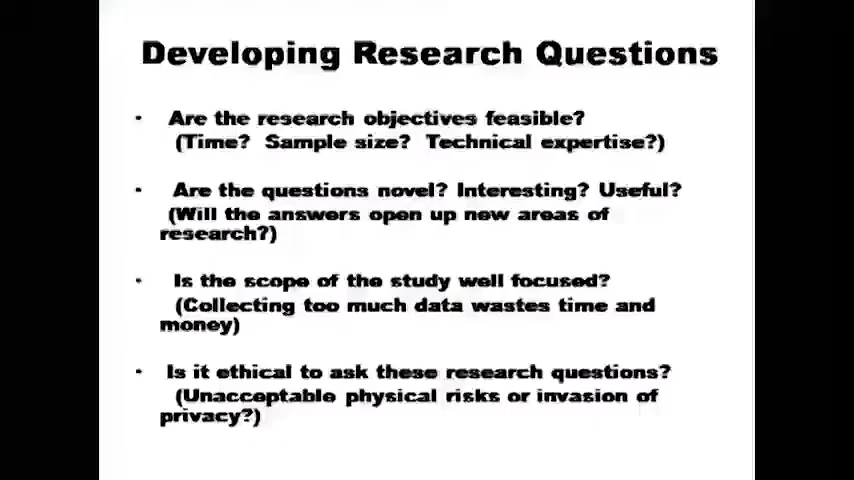 Developing Research Questions
• Are the research objectives feasible?
(Time? Sample size? Technical expertise?)
• Are the questions novel? Interesting? Useful?
(Will the answers open up new areas of
research?)
• Is the scope of the study well focused?
(Collecting too much data wastes time and
money)
• Is it ethical to ask these research questions?
(Unacceptable physical risks or invasion of
privacy?)